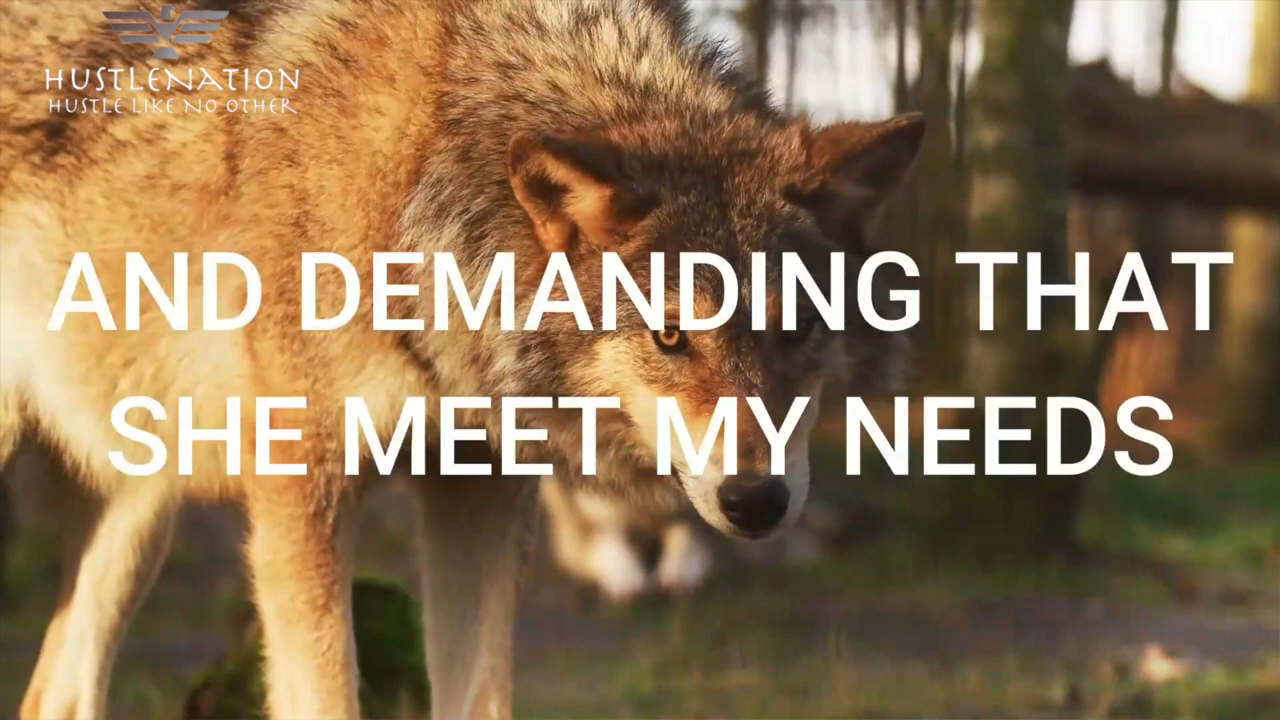 HUSTLENATION
HUSTLE LIKE NO OTHER
AND DEMANDING THAT
SHE MEET MY NEEDS